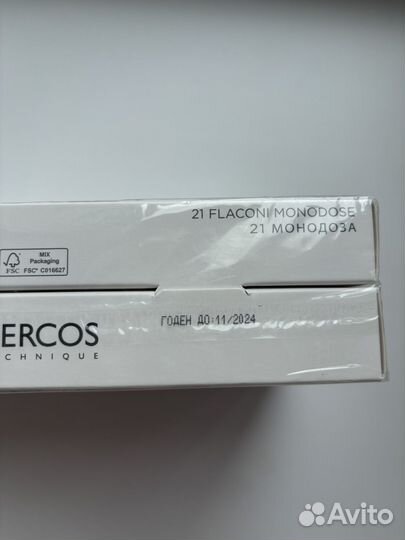 21 FLACONI MONODOSE
21 МОНОДОЗА
MIX
Packaging
FSC FSC® C016627
ERCOS
CHNIQUE
ГОДЕН ДО:11/2024
Avito